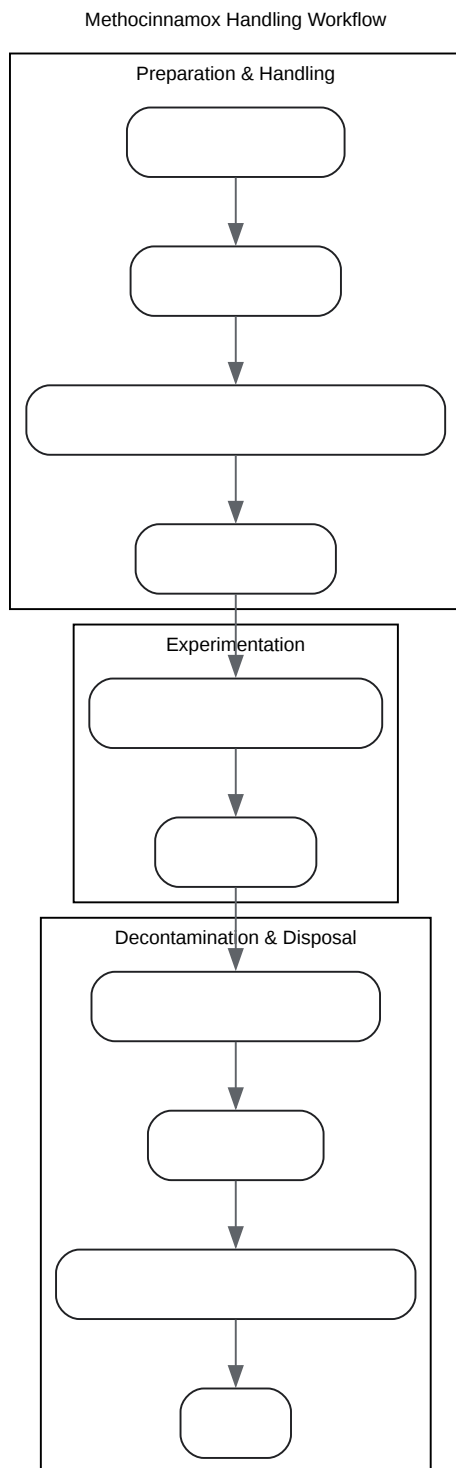 Methocinnamox Handling Workflow
Preparation & Handling
Experimentation
Decontamination & Disposal